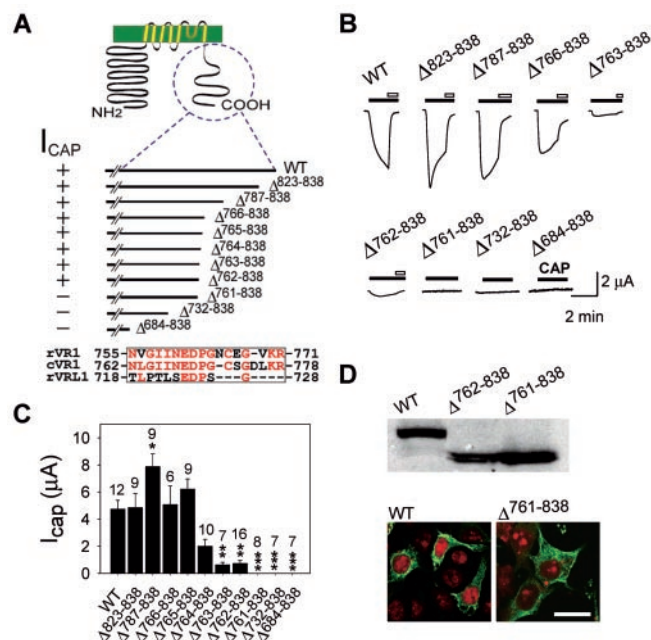 A
NH2
COOH
I CAP
+ WT
+ Δ823-838
+ Δ787-838
+ Δ766-838
+ Δ765-838
+ Δ764-838
+ Δ763-838
+ Δ762-838
− Δ761-838
− Δ732-838
− Δ684-838
rVR1 755 - NVGIINEDPGNCEG-VKR - 771
cVR1 762 - NLGIINEDPG-CSGDLKR - 778
rVRL1 718 - TLPTLSEDPS---G--- - 728
B
WT Δ823-838 Δ787-838 Δ766-838 Δ763-838
Δ762-838 Δ761-838 Δ732-838 Δ684-838
CAP
2 µA
2 min
C
Icap (µA)
10
8
6
4
2
0
12 9 9 * 6 9 10 7 ** 16 ** 8 *** 7 *** 7 ***
WT Δ823-838 Δ787-838 Δ766-838 Δ765-838 Δ764-838 Δ763-838 Δ762-838 Δ761-838 Δ732-838 Δ684-838
D
WT Δ762-838 Δ761-838
WT Δ761-838